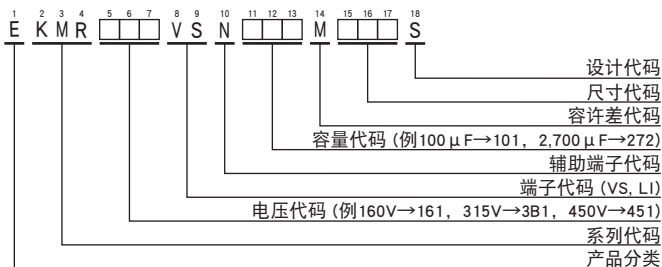 1 2 3 4 5 6 7 8 9 10 11 12 13 14 15 16 17 18
E KMR □□□ VS N □□□ M □□□ S
设计代码
尺寸代码
容许差代码
容量代码 (例100μF→101, 2,700μF→272)
辅助端子代码
端子代码 (VS, LI)
电压代码 (例160V→161, 315V→3B1, 450V→451)
系列代码
产品分类